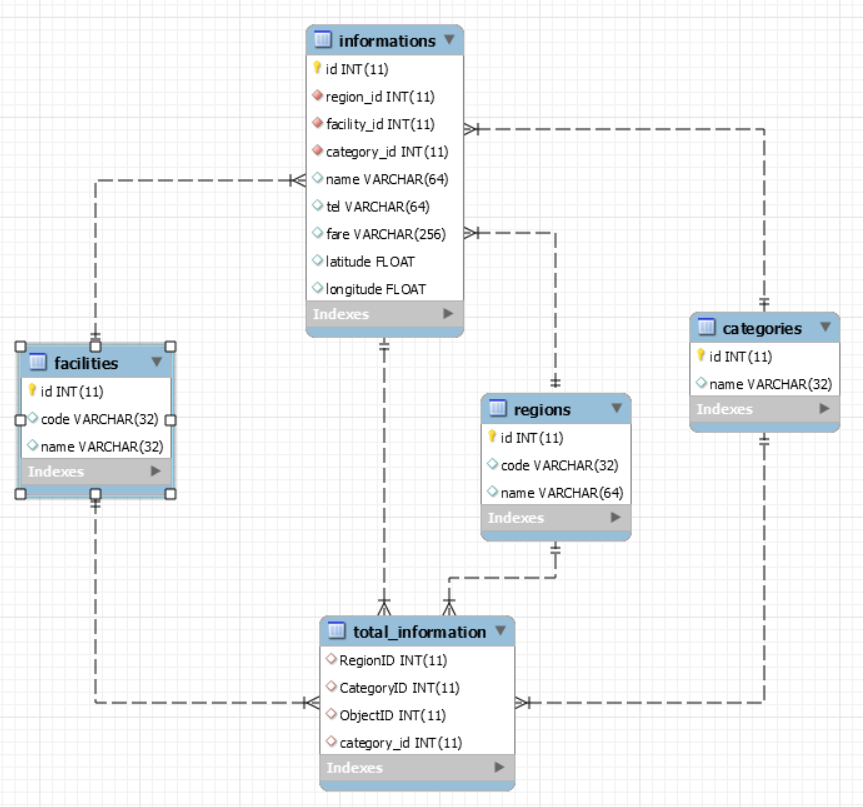 informations
id INT(11)
region_id INT(11)
facility_id INT(11)
category_id INT(11)
name VARCHAR(64)
tel VARCHAR(64)
fare VARCHAR(256)
latitude FLOAT
longitude FLOAT
Indexes
facilities
id INT(11)
code VARCHAR(32)
name VARCHAR(32)
Indexes
regions
id INT(11)
code VARCHAR(32)
name VARCHAR(64)
Indexes
categories
id INT(11)
name VARCHAR(32)
Indexes
total_information
RegionID INT(11)
CategoryID INT(11)
ObjectID INT(11)
category_id INT(11)
Indexes